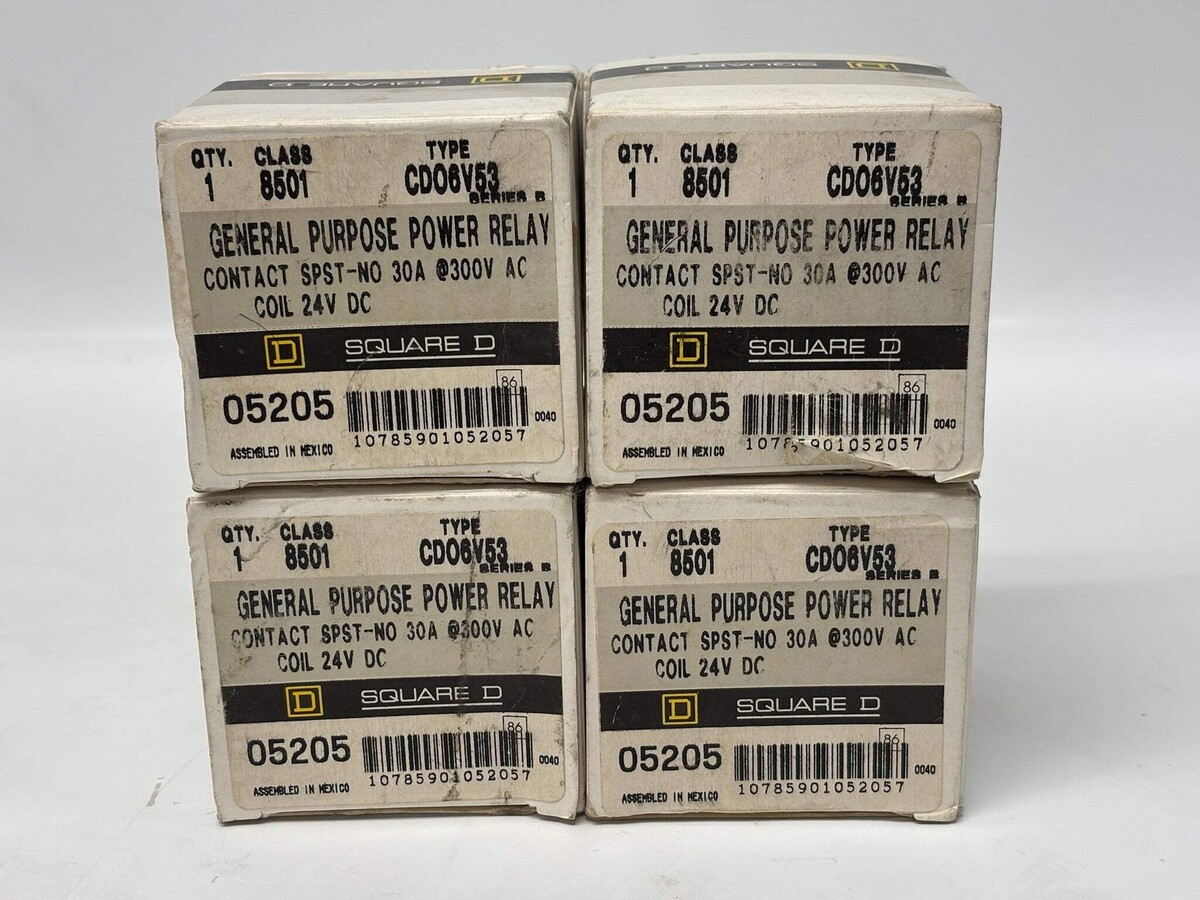 SQUARE D
QTY. CLASS TYPE
1 8501 CDO6V53
SERIES B
GENERAL PURPOSE POWER RELAY
CONTACT SPST-NO 30A @300V AC
COIL 24V DC
D SQUARE D
86
05205
0040
10785901052057
ASSEMBLED IN MEXICO
SQUARE D
QTY. CLASS TYPE
1 8501 CDO6V53
SERIES B
GENERAL PURPOSE POWER RELAY
CONTACT SPST-NO 30A @300V AC
COIL 24V DC
D SQUARE D
86
05205
0040
10785901052057
ASSEMBLED IN MEXICO
QTY. CLASS TYPE
1 8501 CDO6V53
SERIES B
GENERAL PURPOSE POWER RELAY
CONTACT SPST-NO 30A @300V AC
COIL 24V DC
D SQUARE D
86
05205
0040
10785901052057
ASSEMBLED IN MEXICO
QTY. CLASS TYPE
1 8501 CDO6V53
SERIES B
GENERAL PURPOSE POWER RELAY
CONTACT SPST-NO 30A @300V AC
COIL 24V DC
D SQUARE D
86
05205
0040
10785901052057
ASSEMBLED IN MEXICO